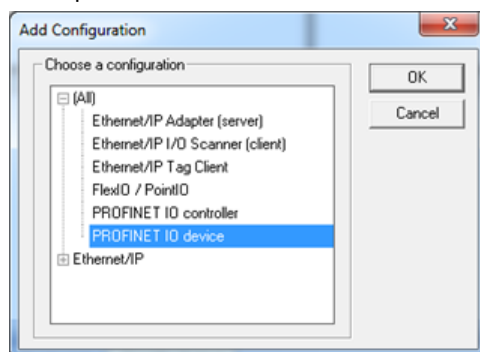 Add Configuration
Choose a configuration
(All)
Ethernet/IP Adapter (server)
Ethernet/IP I/O Scanner (client)
Ethernet/IP Tag Client
FlexIO / PointIO
PROFINET IO controller
PROFINET IO device
Ethernet/IP
OK
Cancel